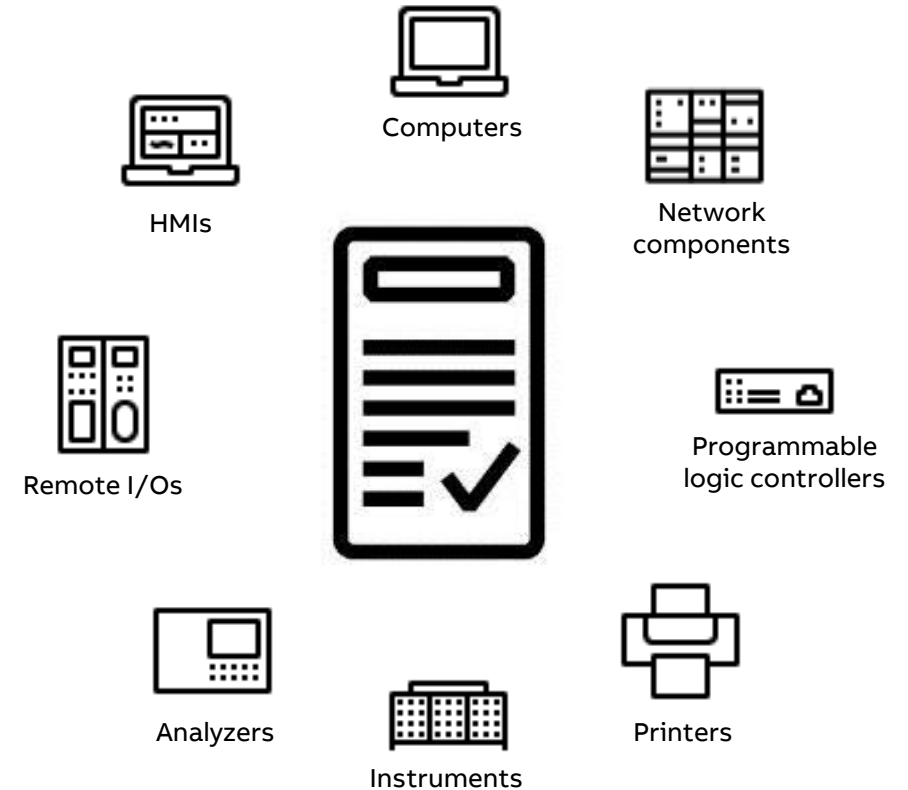 Computers
HMIs
Network
components
Remote I/Os
Programmable
logic controllers
Analyzers
Printers
Instruments